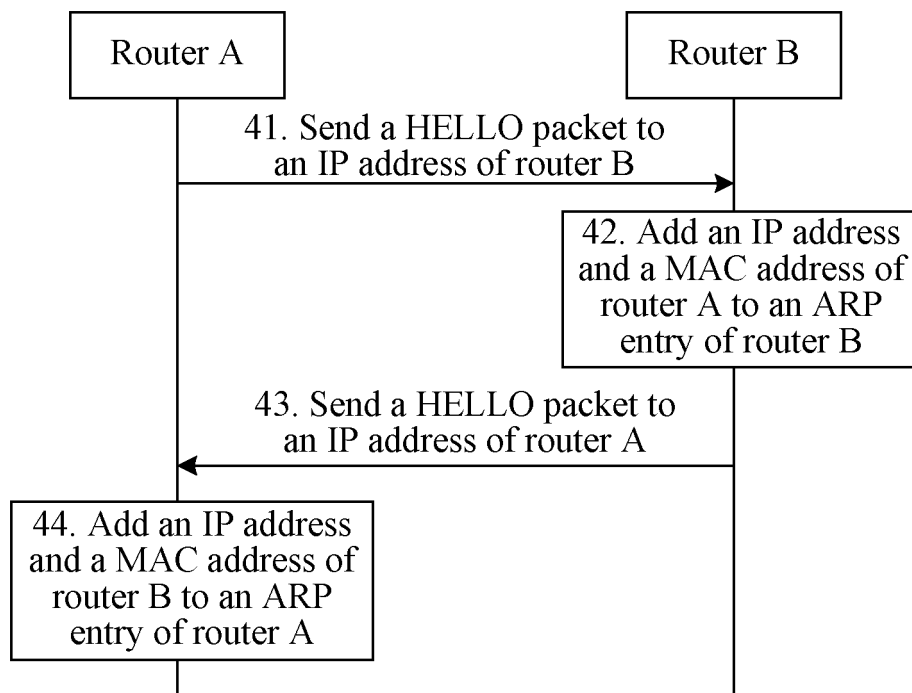 Router A
Router B
41. Send a HELLO packet to
an IP address of router B
42. Add an IP address
and a MAC address of
router A to an ARP
entry of router B
43. Send a HELLO packet to
an IP address of router A
44. Add an IP address
and a MAC address of
router B to an ARP
entry of router A